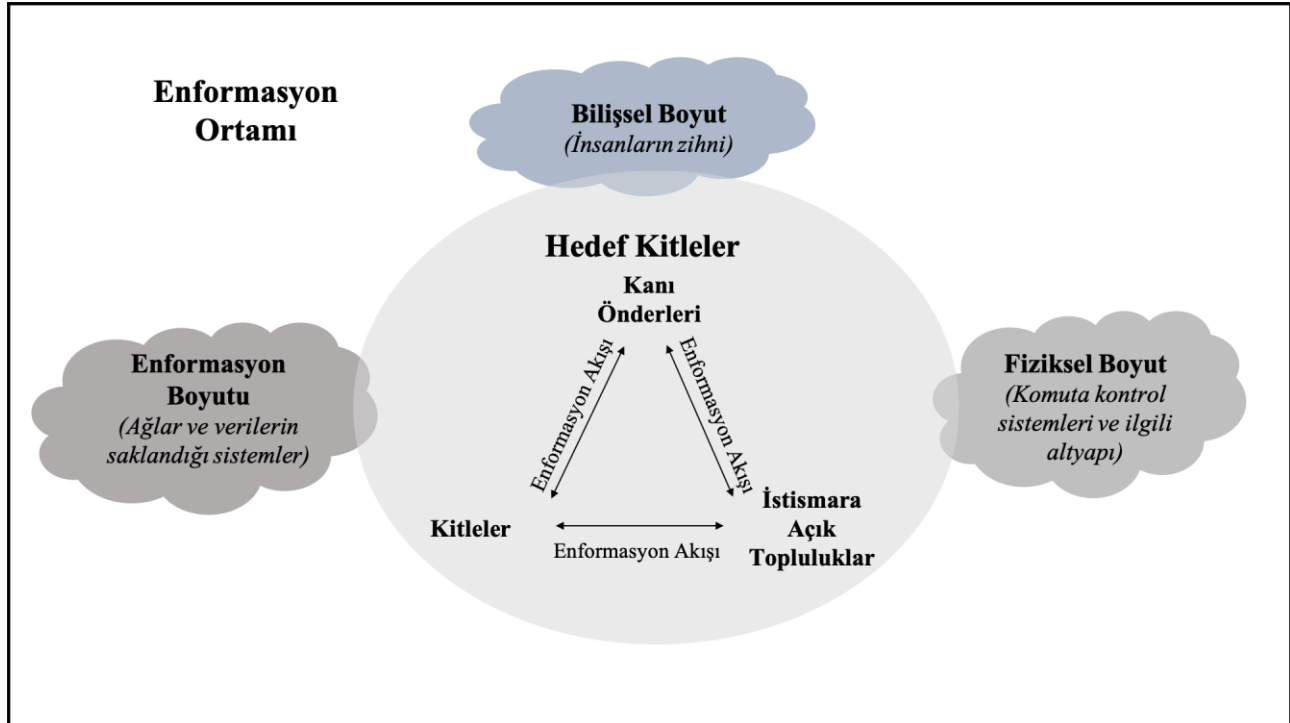 Enformasyon
Ortamı
Bilişsel Boyut
(İnsanların zihni)
Hedef Kitleler
Kanı
Önderleri
Enformasyon
Boyutu
(Ağlar ve verilerin
saklandığı sistemler)
Enformasyon Akışı
Enformasyon Akışı
Fiziksel Boyut
(Komuta kontrol
sistemleri ve ilgili
altyapı)
Kitleler
Enformasyon Akışı
İstismara
Açık
Topluluklar